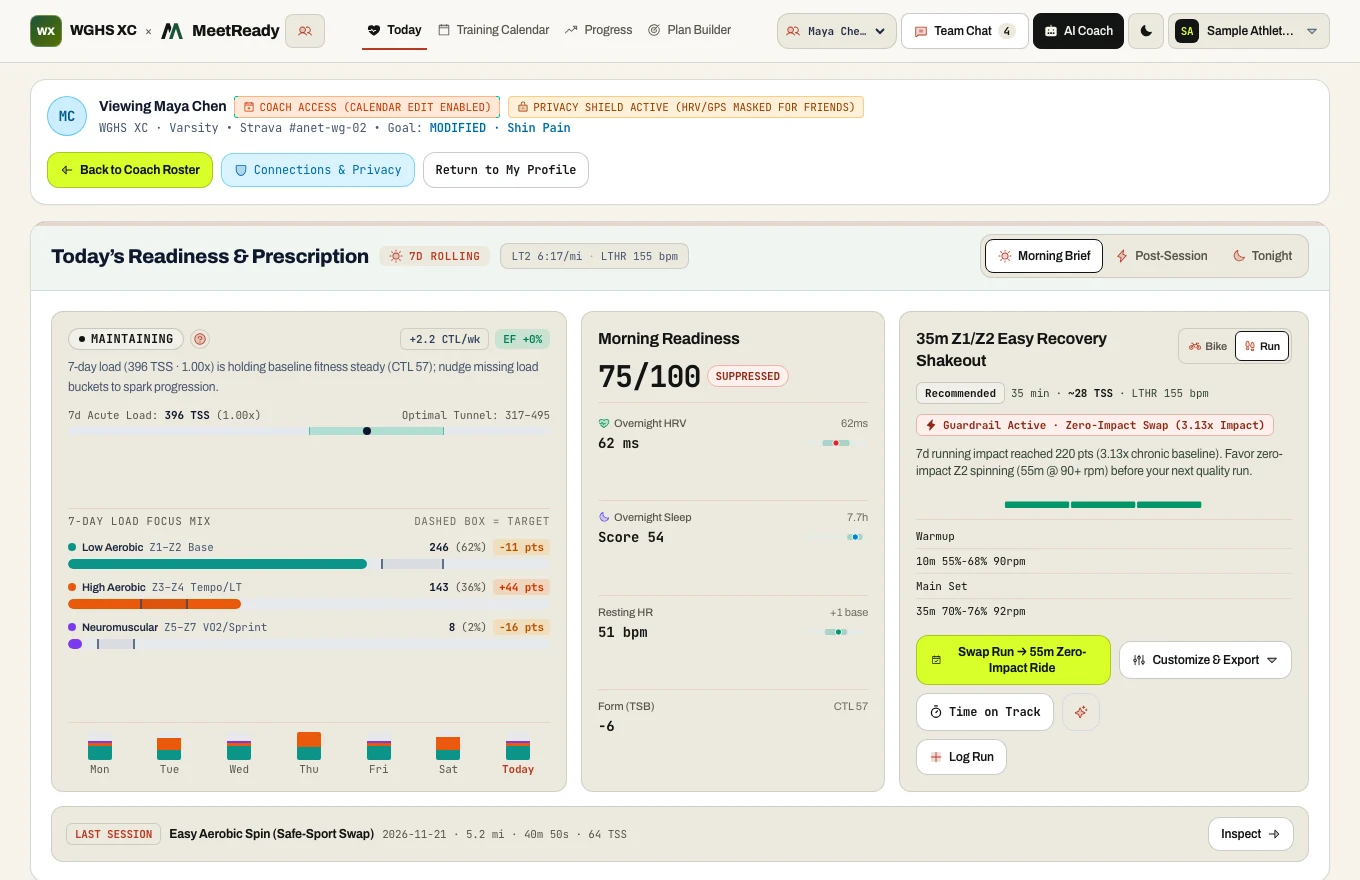 WX WGHS XC × MeetReady
Today
Training Calendar
Progress
Plan Builder
Maya Che…
Team Chat 4
AI Coach
SA Sample Athlet…
MC
Viewing Maya Chen
COACH ACCESS (CALENDAR EDIT ENABLED)
PRIVACY SHIELD ACTIVE (HRV/GPS MASKED FOR FRIENDS)
WGHS XC · Varsity • Strava #anet-wg-02 • Goal: MODIFIED · Shin Pain
Back to Coach Roster
Connections & Privacy
Return to My Profile
Today's Readiness & Prescription
7D ROLLING
LT2 6:17/mi · LTHR 155 bpm
Morning Brief
Post-Session
Tonight
MAINTAINING
+2.2 CTL/wk
EF +0%
7-day load (396 TSS · 1.00x) is holding baseline fitness steady (CTL 57); nudge missing load
buckets to spark progression.
7d Acute Load: 396 TSS (1.00x)
Optimal Tunnel: 317–495
7-DAY LOAD FOCUS MIX
DASHED BOX = TARGET
Low Aerobic Z1–Z2 Base
246 (62%) -11 pts
High Aerobic Z3–Z4 Tempo/LT
143 (36%) +44 pts
Neuromuscular Z5–Z7 VO2/Sprint
8 (2%) -16 pts
Mon Tue Wed Thu Fri Sat Today
Morning Readiness
75/100 SUPPRESSED
Overnight HRV 62ms
62 ms
Overnight Sleep 7.7h
Score 54
Resting HR +1 base
51 bpm
Form (TSB) CTL 57
-6
35m Z1/Z2 Easy Recovery
Shakeout
Bike
Run
Recommended 35 min · ~28 TSS · LTHR 155 bpm
Guardrail Active · Zero-Impact Swap (3.13x Impact)
7d running impact reached 220 pts (3.13x chronic baseline). Favor zero-
impact Z2 spinning (55m @ 90+ rpm) before your next quality run.
Warmup
10m 55%-68% 90rpm
Main Set
35m 70%-76% 92rpm
Swap Run → 55m Zero-
Impact Ride
Customize & Export
Time on Track
Log Run
LAST SESSION Easy Aerobic Spin (Safe-Sport Swap) 2026-11-21 · 5.2 mi · 40m 50s · 64 TSS
Inspect